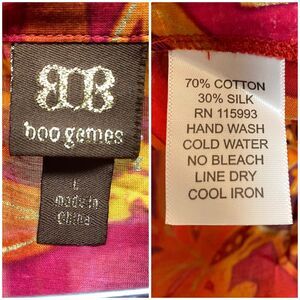 BCIB
boo gemes
L
made in
China
70% COTTON
30% SILK
RN 115993
HAND WASH
COLD WATER
NO BLEACH
LINE DRY
COOL IRON